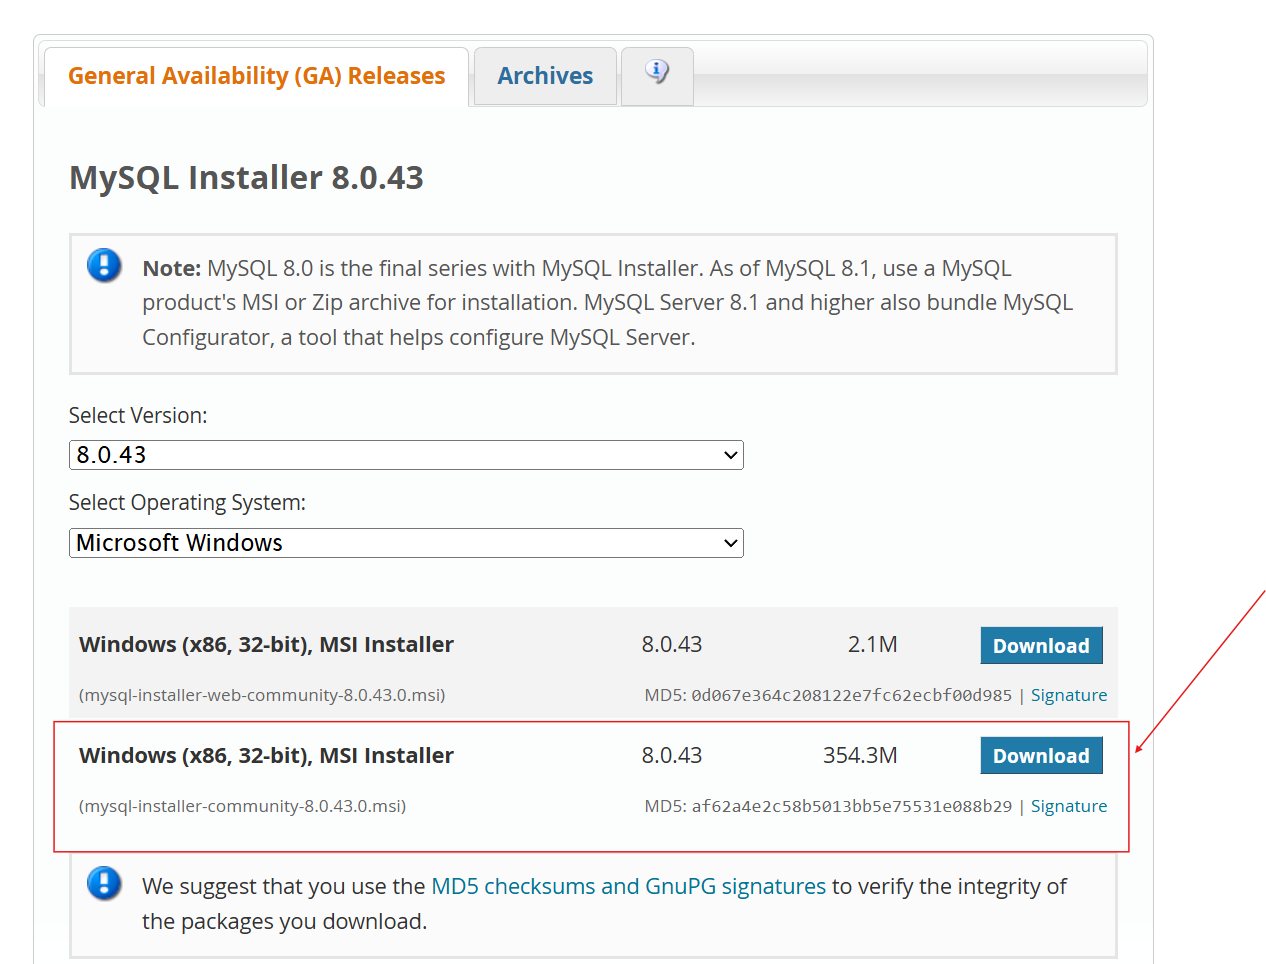 General Availability (GA) Releases
Archives
MySQL Installer 8.0.43
Note: MySQL 8.0 is the final series with MySQL Installer. As of MySQL 8.1, use a MySQL
product's MSI or Zip archive for installation. MySQL Server 8.1 and higher also bundle MySQL
Configurator, a tool that helps configure MySQL Server.
Select Version:
8.0.43
Select Operating System:
Microsoft Windows
Windows (x86, 32-bit), MSI Installer 8.0.43 2.1M Download
(mysql-installer-web-community-8.0.43.0.msi) MD5: 0d067e364c208122e7fc62ecbf00d985 | Signature
Windows (x86, 32-bit), MSI Installer 8.0.43 354.3M Download
(mysql-installer-community-8.0.43.0.msi) MD5: af62a4e2c58b5013bb5e75531e088b29 | Signature
We suggest that you use the MD5 checksums and GnuPG signatures to verify the integrity of
the packages you download.